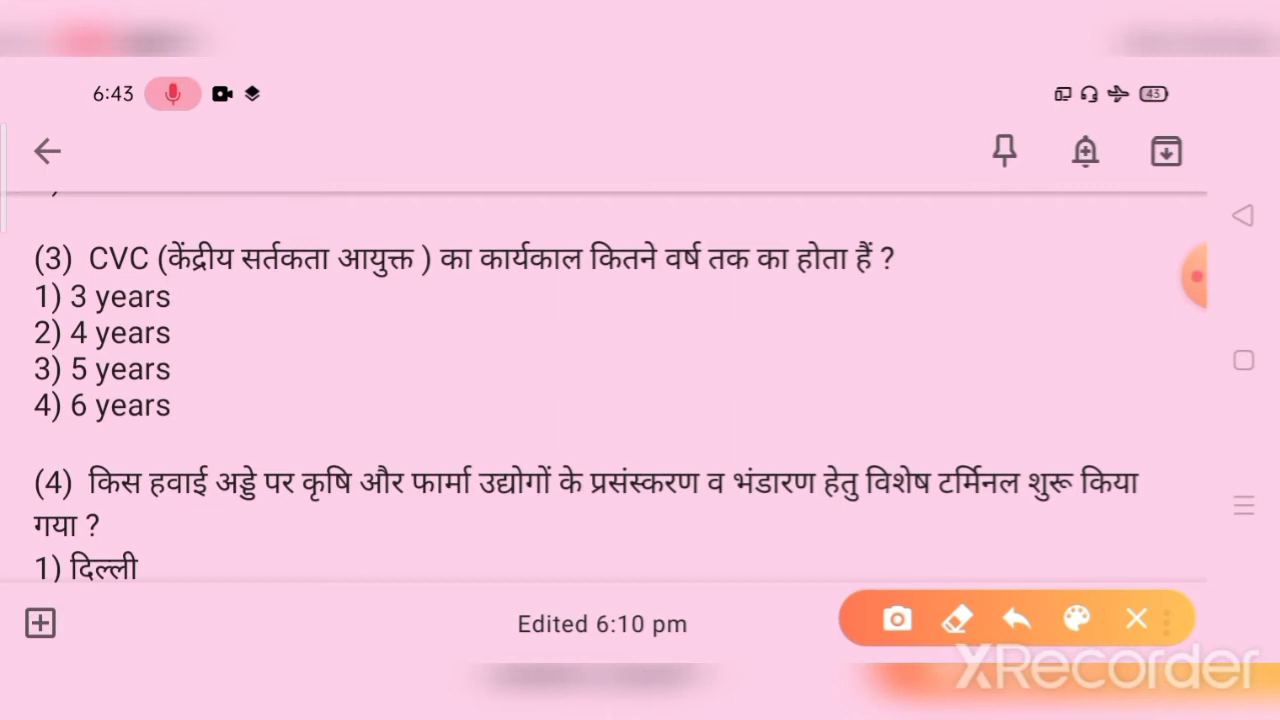 6:43
45
(3) CVC (केंद्रीय सर्तकता आयुक्त ) का कार्यकाल कितने वर्ष तक का होता हैं ?
1) 3 years
2) 4 years
3) 5 years
4) 6 years
(4) किस हवाई अड्डे पर कृषि और फार्मा उद्योगों के प्रसंस्करण व भंडारण हेतु विशेष टर्मिनल शुरू किया
गया ?
1) दिल्ली
Edited 6:10 pm
XRecorder